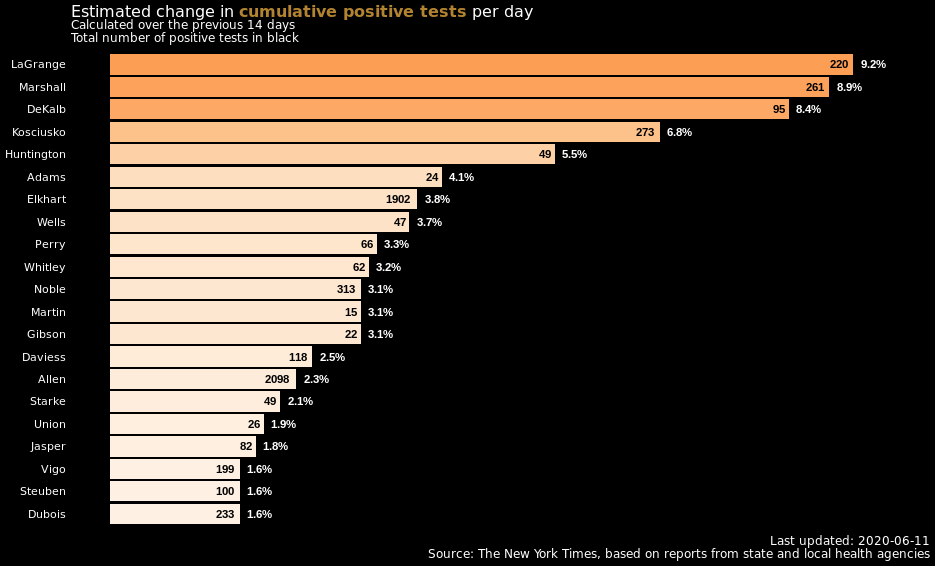 Estimated change in cumulative positive tests per day
Calculated over the previous 14 days
Total number of positive tests in black
LaGrange 220 9.2%
Marshall 261 8.9%
DeKalb 95 8.4%
Kosciusko 273 6.8%
Huntington 49 5.5%
Adams 24 4.1%
Elkhart 1902 3.8%
Wells 47 3.7%
Perry 66 3.3%
Whitley 62 3.2%
Noble 313 3.1%
Martin 15 3.1%
Gibson 22 3.1%
Daviess 118 2.5%
Allen 2098 2.3%
Starke 49 2.1%
Union 26 1.9%
Jasper 82 1.8%
Vigo 199 1.6%
Steuben 100 1.6%
Dubois 233 1.6%
Last updated: 2020-06-11
Source: The New York Times, based on reports from state and local health agencies